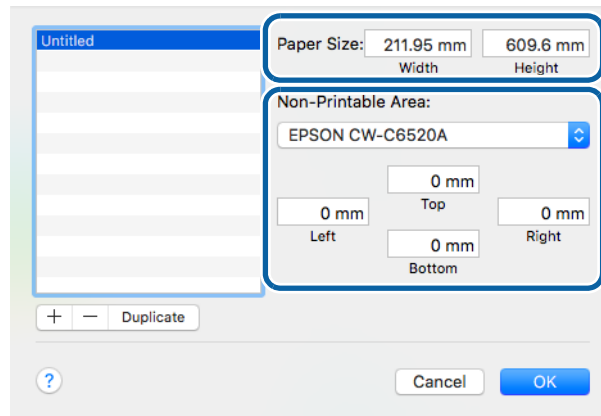 Untitled
Paper Size: 211.95 mm 609.6 mm
Width Height
Non-Printable Area:
EPSON CW-C6520A
0 mm
Top
0 mm 0 mm
Left Right
0 mm
Bottom
+ − Duplicate
? Cancel OK